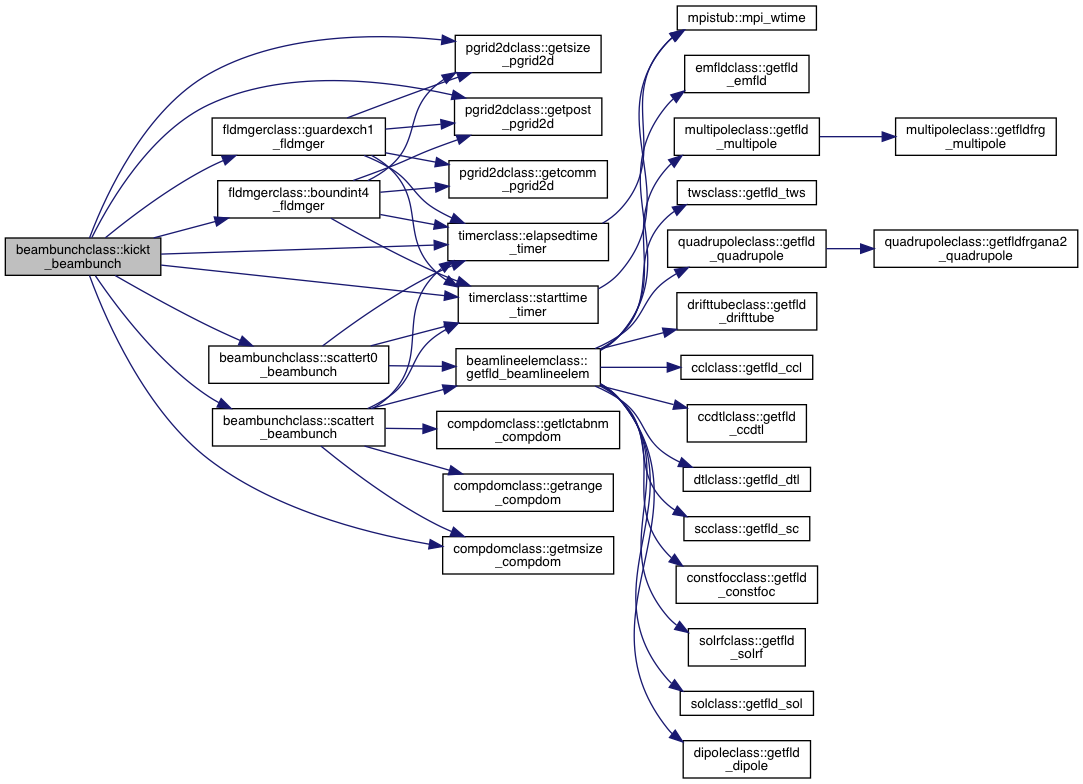 beambunchclass::kickt
_beambunch
fldmgerclass::guardexch1
_fldmger
fldmgerclass::boundint4
_fldmger
beambunchclass::scattert0
_beambunch
beambunchclass::scattert
_beambunch
pgrid2dclass::getsize
_pgrid2d
pgrid2dclass::getpost
_pgrid2d
pgrid2dclass::getcomm
_pgrid2d
timerclass::elapsedtime
_timer
timerclass::starttime
_timer
beamlineelemclass::
getfld_beamlineelem
compdomclass::getlctabnm
_compdom
compdomclass::getrange
_compdom
compdomclass::getmsize
_compdom
mpistub::mpi_wtime
emfldclass::getfld
_emfld
multipoleclass::getfld
_multipole
twsclass::getfld_tws
quadrupoleclass::getfld
_quadrupole
drifttubeclass::getfld
_drifttube
cclclass::getfld_ccl
ccdtlclass::getfld
_ccdtl
dtlclass::getfld_dtl
scclass::getfld_sc
constfocclass::getfld
_constfoc
solrfclass::getfld
_solrf
solclass::getfld_sol
dipoleclass::getfld
_dipole
multipoleclass::getfldfrg
_multipole
quadrupoleclass::getfldfrgana2
_quadrupole